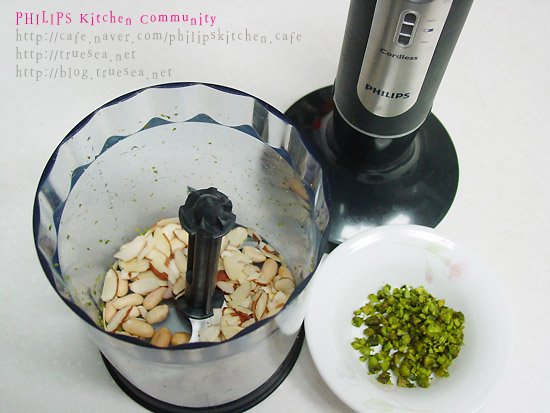 PHILIPS Kitchen Community
http://cafe.naver.com/philipskitchen.cafe
http://truesea.net
http://blog.truesea.net
Cordless
PHILIPS